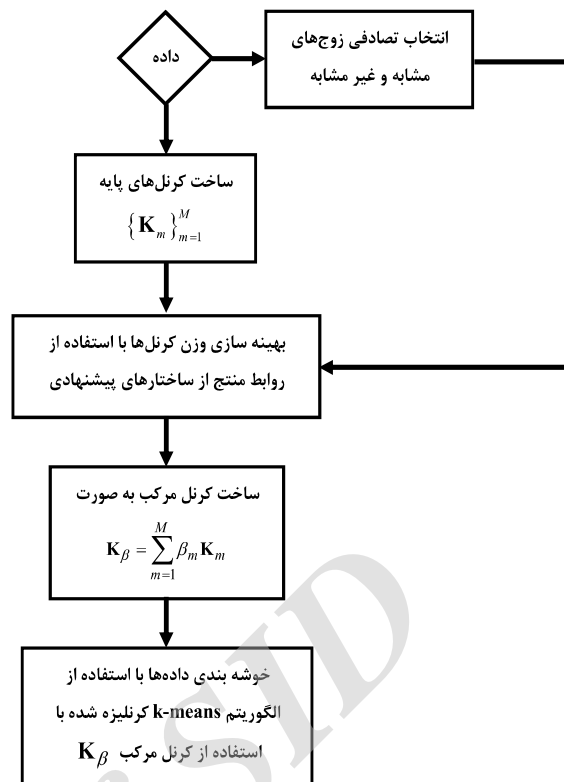 داده
انتخاب تصادفی زوج‌های
مشابه و غیر مشابه
ساخت کرنل‌های پایه
{K_m}_{m=1}^{M}
بهینه سازی وزن کرنل‌ها با استفاده از
روابط منتج از ساختارهای پیشنهادی
ساخت کرنل مرکب به صورت
K_β = ∑_{m=1}^{M} β_m K_m
خوشه بندی داده‌ها با استفاده از
الگوریتم k-means کرنلیزه شده با
استفاده از کرنل مرکب K_β
SID